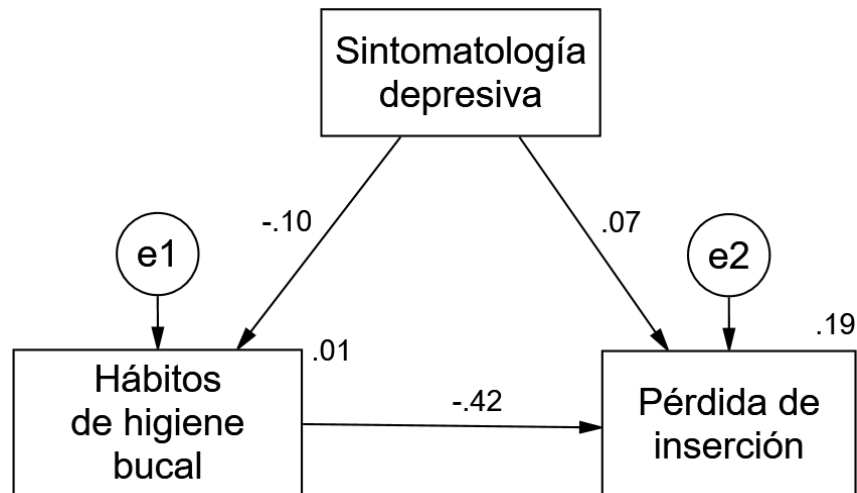 Sintomatología
depresiva
-.10
.07
e1
e2
.01
.19
Hábitos
de higiene
bucal
-.42
Pérdida de
inserción